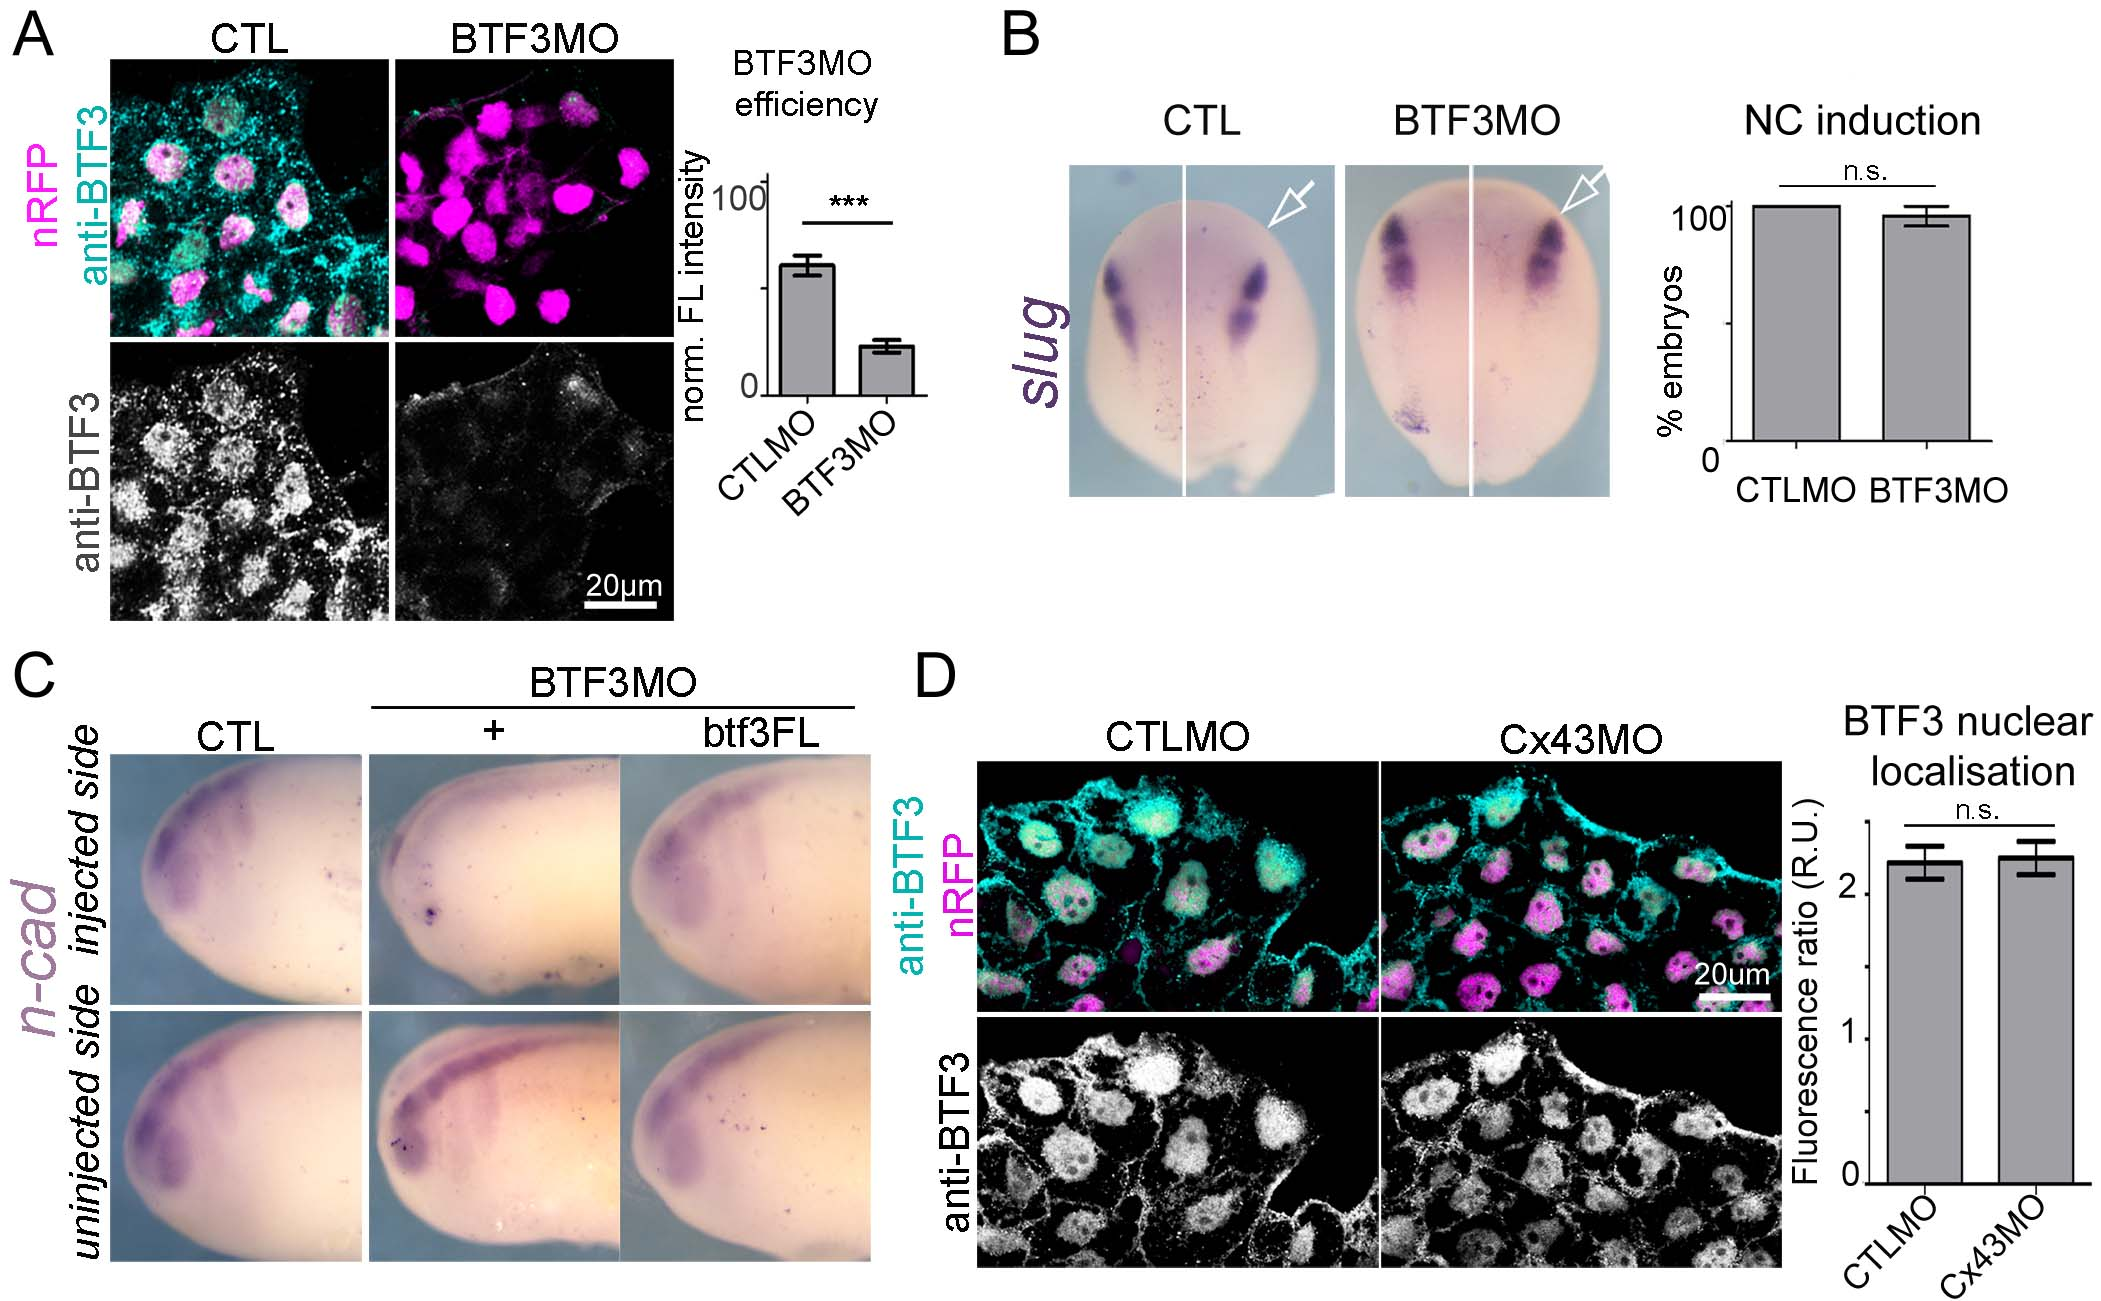 A
CTL
BTF3MO
nRFP
anti-BTF3
anti-BTF3
20µm
BTF3MO
efficiency
norm. FL intensity
100
0
***
CTLMO
BTF3MO
B
CTL
BTF3MO
slug
NC induction
n.s.
% embryos
100
0
CTLMO
BTF3MO
C
BTF3MO
CTL
+
btf3FL
n-cad
injected side
uninjected side
D
CTLMO
Cx43MO
anti-BTF3
nRFP
anti-BTF3
20um
BTF3 nuclear
localisation
n.s.
Fluorescence ratio (R.U.)
2
1
0
CTLMO
Cx43MO